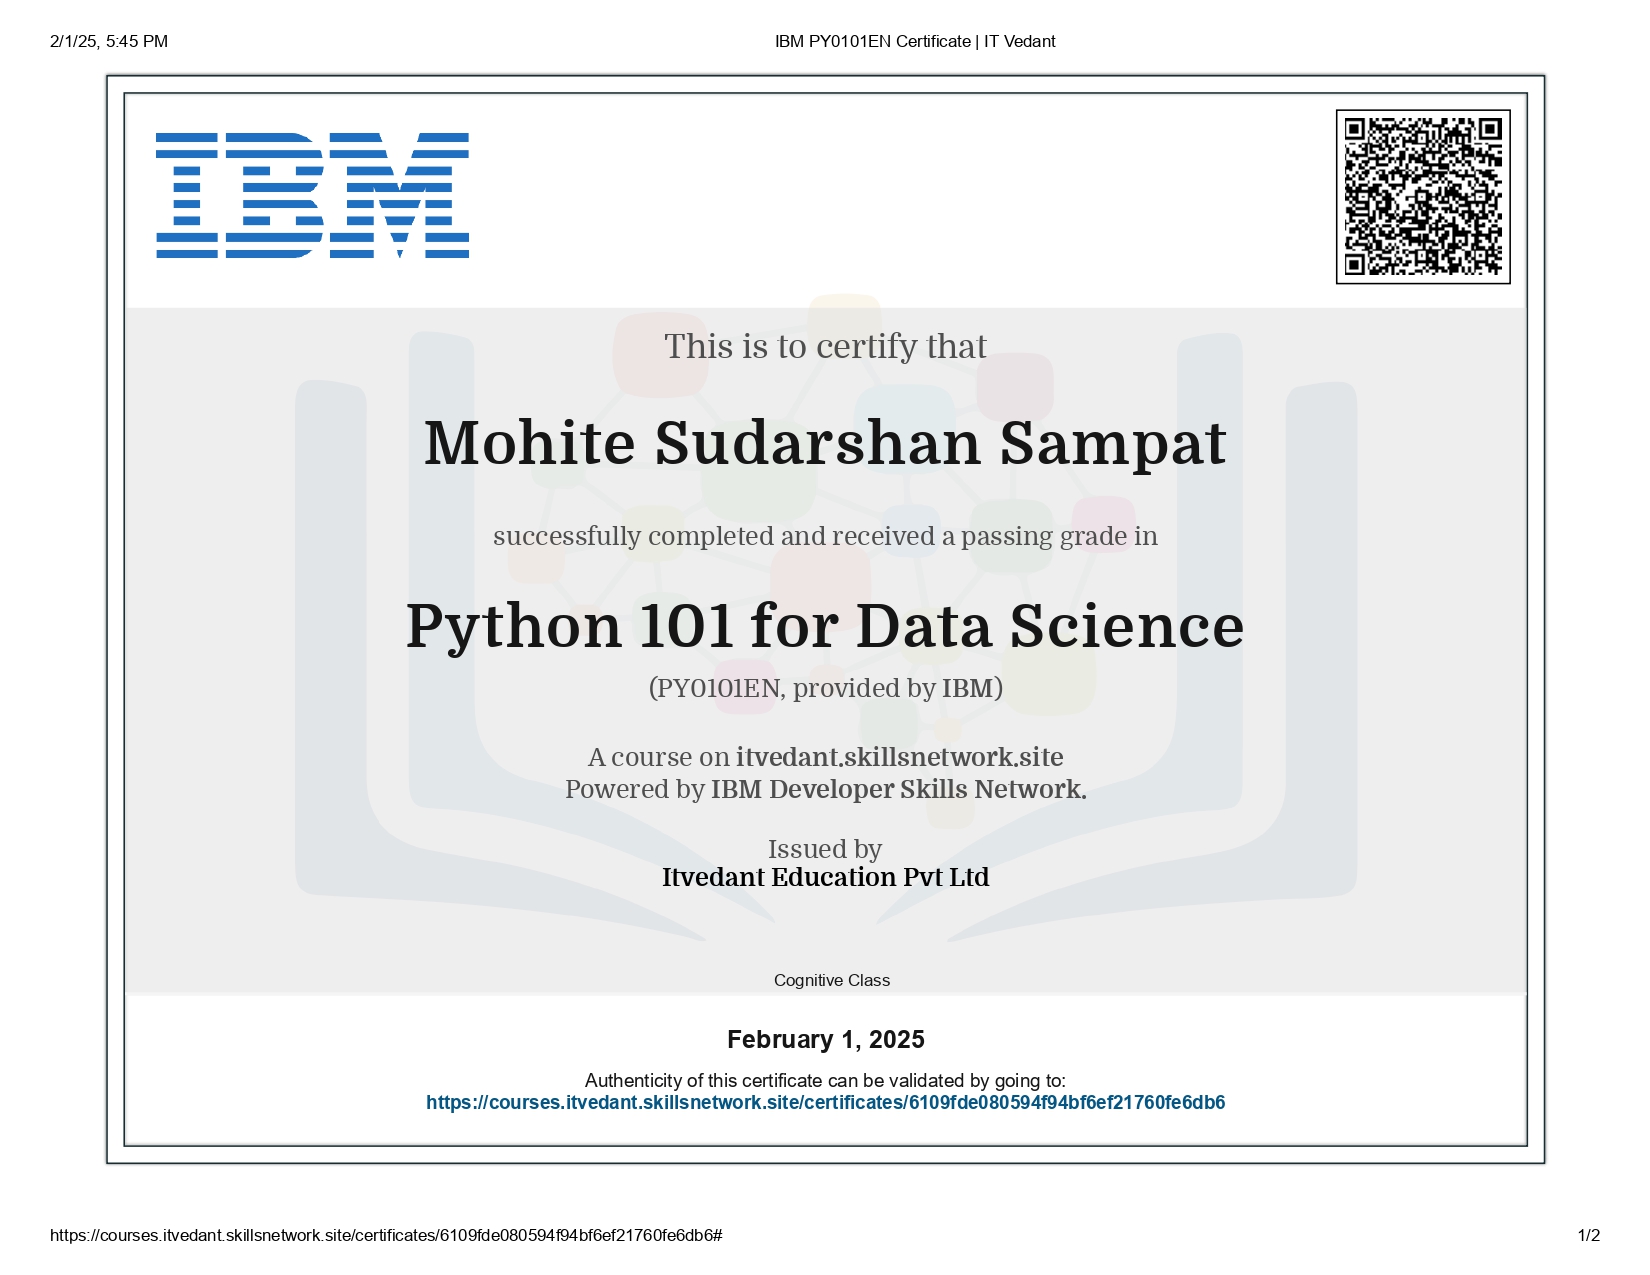 2/1/25, 5:45 PM
IBM PY0101EN Certificate | IT Vedant
IBM
This is to certify that
Mohite Sudarshan Sampat
successfully completed and received a passing grade in
Python 101 for Data Science
(PY0101EN, provided by IBM)
A course on itvedant.skillsnetwork.site
Powered by IBM Developer Skills Network.
Issued by
Itvedant Education Pvt Ltd
Cognitive Class
February 1, 2025
Authenticity of this certificate can be validated by going to:
https://courses.itvedant.skillsnetwork.site/certificates/6109fde080594f94bf6ef21760fe6db6
https://courses.itvedant.skillsnetwork.site/certificates/6109fde080594f94bf6ef21760fe6db6#
1/2